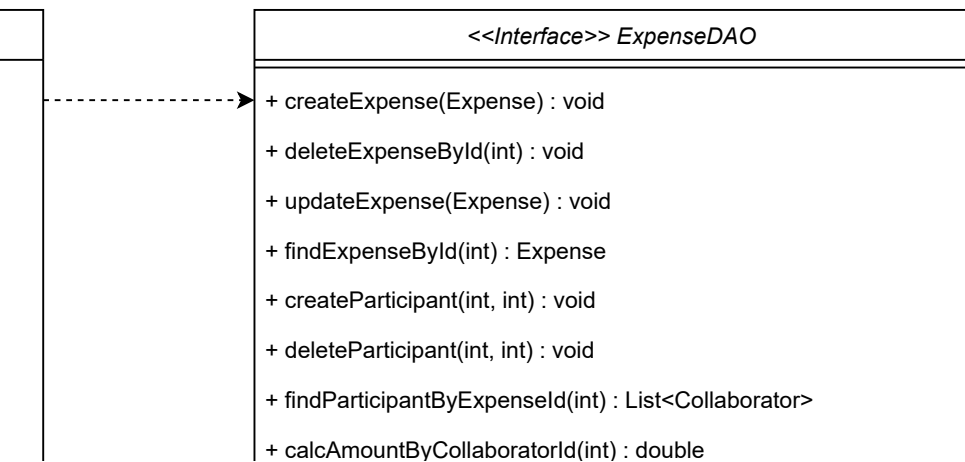 <<Interface>> ExpenseDAO
+ createExpense(Expense) : void
+ deleteExpenseById(int) : void
+ updateExpense(Expense) : void
+ findExpenseById(int) : Expense
+ createParticipant(int, int) : void
+ deleteParticipant(int, int) : void
+ findParticipantByExpenseId(int) : List<Collaborator>
+ calcAmountByCollaboratorId(int) : double